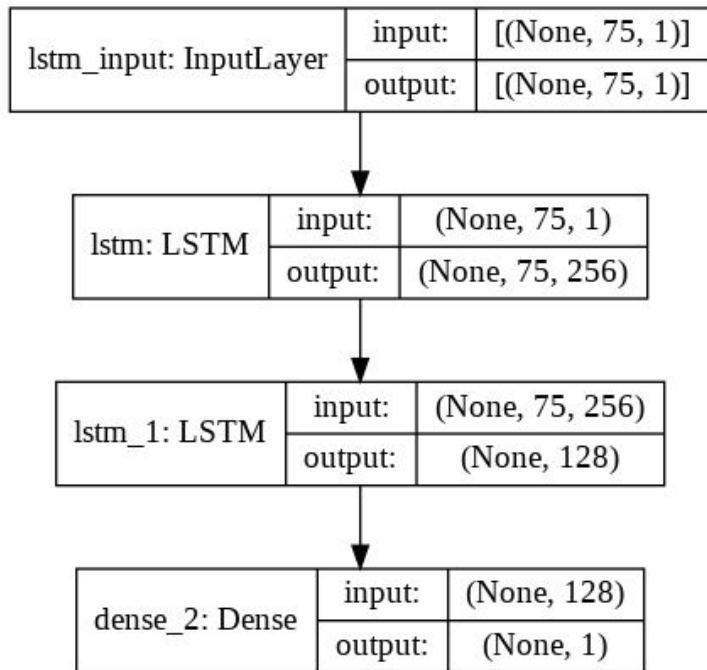 lstm_input: InputLayer
input:
[(None, 75, 1)]
output:
[(None, 75, 1)]
lstm: LSTM
input:
(None, 75, 1)
output:
(None, 75, 256)
lstm_1: LSTM
input:
(None, 75, 256)
output:
(None, 128)
dense_2: Dense
input:
(None, 128)
output:
(None, 1)